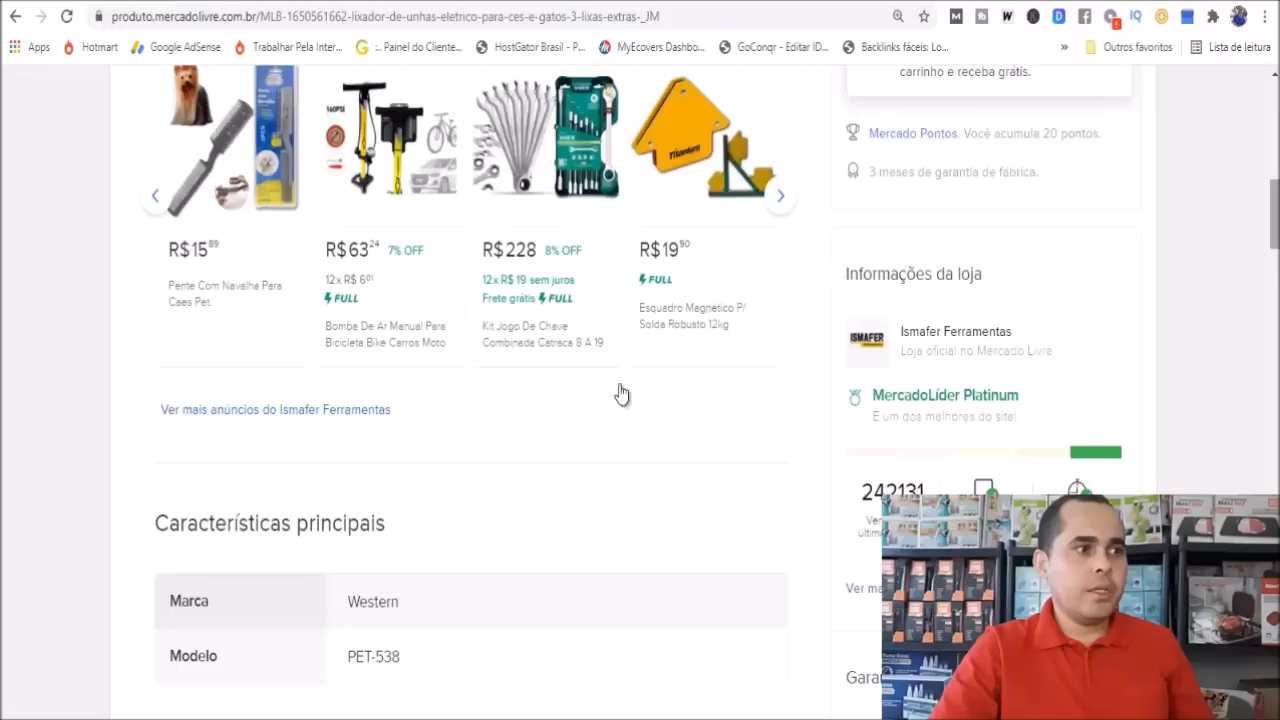 produto.mercadolivre.com.br/MLB-1650561662-lixador-de-unhas-eletrico-para-ces-e-gatos-3-lixas-extras-_JM
Apps
Hotmart
Google AdSense
Trabalhar Pela Inter...
:. Painel do Cliente...
HostGator Brasil - P...
MyEcovers Dashbo...
GoConqr - Editar ID...
Backlinks fáceis: Lo...
»
Outros favoritos
Lista de leitura
carrinho e receba grátis.
Mercado Pontos. Você acumula 20 pontos.
3 meses de garantia de fábrica.
160PSI
Titanium
R$ 15 89
Pente Com Navalha Para
Caes Pet.
R$ 63 24 7% OFF
12x R$ 6 01
FULL
Bomba De Ar Manual Para
Bicicleta Bike Carros Moto
R$ 228 8% OFF
12x R$ 19 sem juros
Frete grátis FULL
Kit Jogo De Chave
Combinada Catraca 8 A 19
R$ 19 90
FULL
Esquadro Magnético P/
Solda Robusto 12kg
Ver mais anúncios do Ismafer Ferramentas
Informações da loja
ISMAFER
Ismafer Ferramentas
Loja oficial no Mercado Livre
MercadoLíder Platinum
É um dos melhores do site!
242131
Ver mai
Características principais
Marca
Western
Modelo
PET-538
Gara